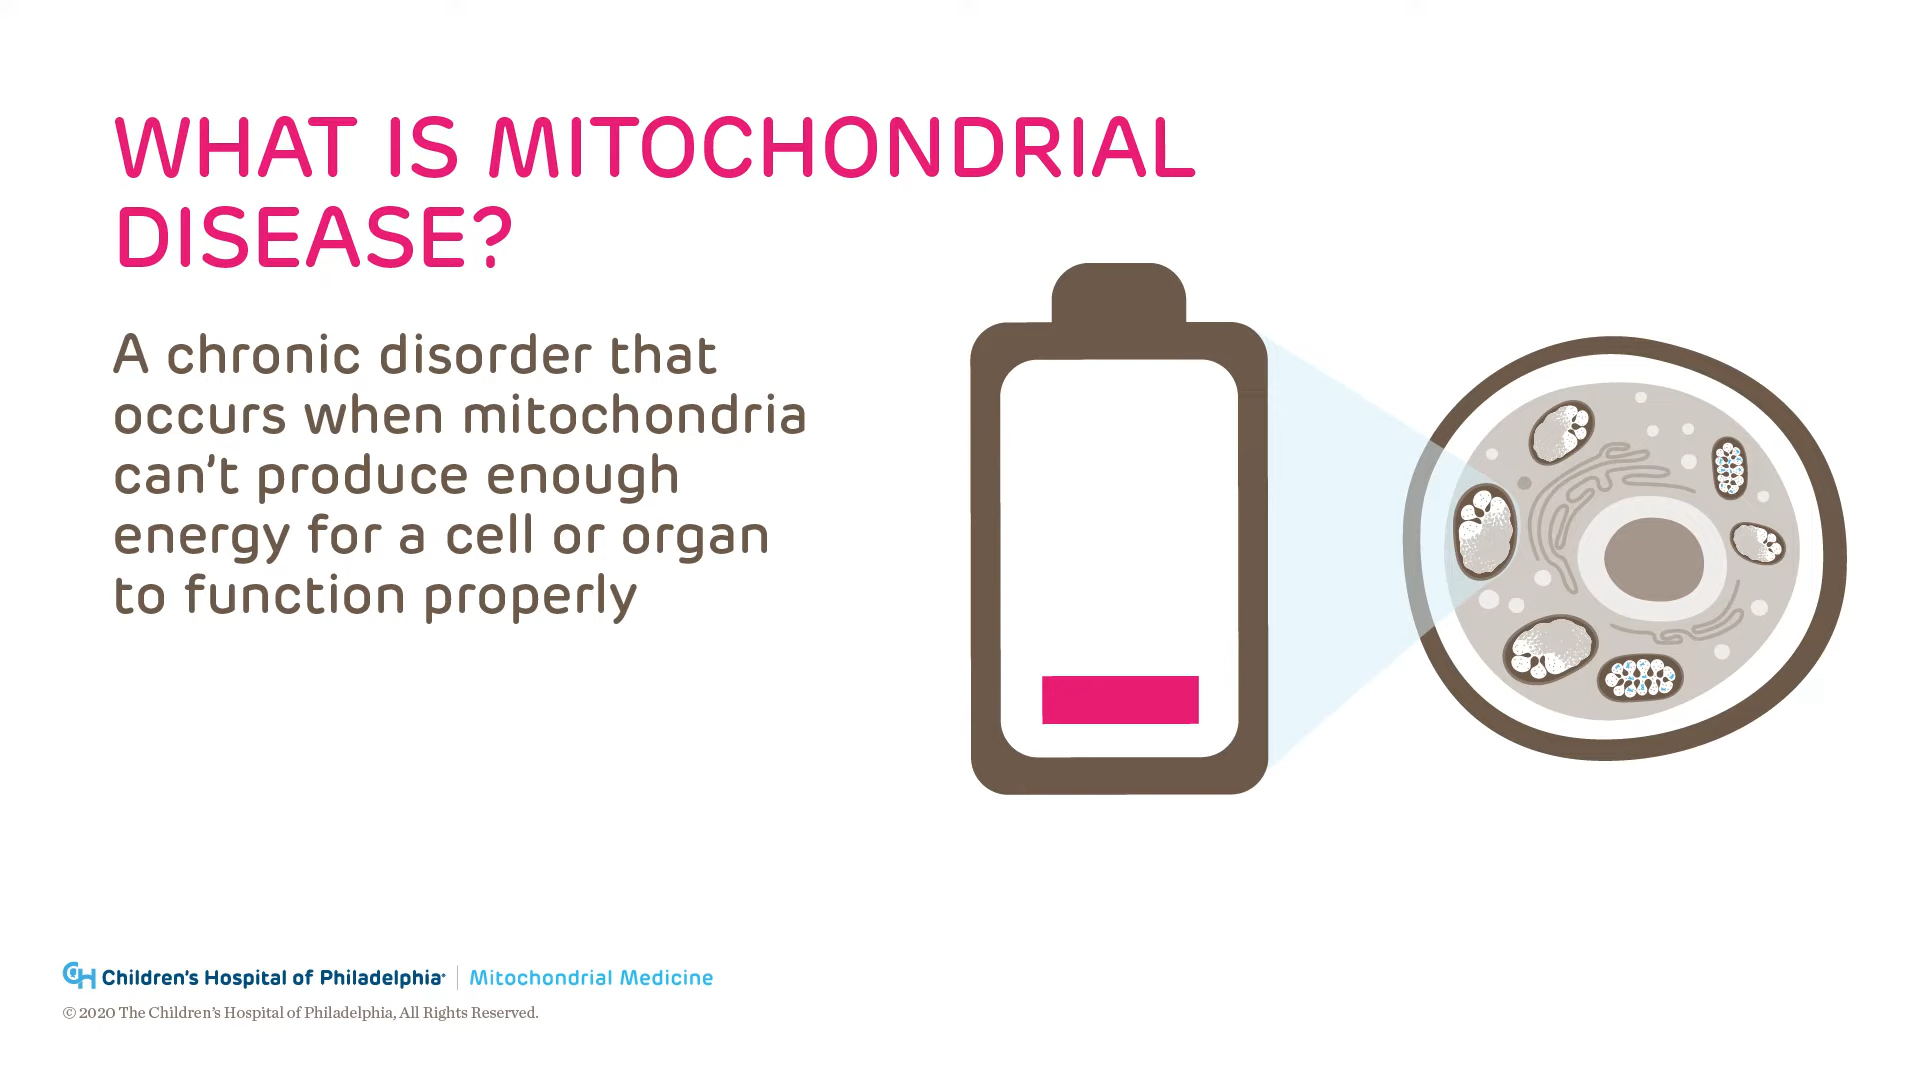 WHAT IS MITOCHONDRIAL
DISEASE?
A chronic disorder that
occurs when mitochondria
can’t produce enough
energy for a cell or organ
to function properly
CH Children’s Hospital of Philadelphia | Mitochondrial Medicine
© 2020 The Children’s Hospital of Philadelphia, All Rights Reserved.